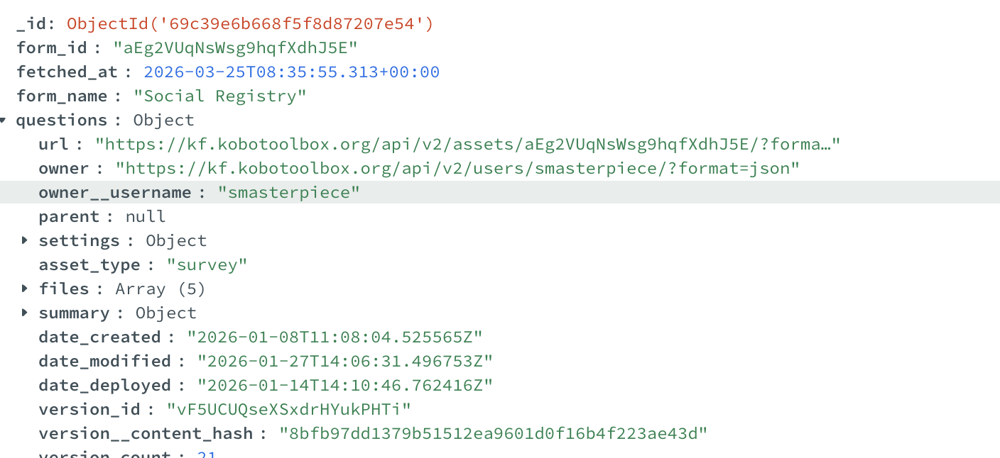 _id: ObjectId('69c39e6b668f5f8d87207e54')
form_id : "aEg2VUqNsWsg9hqfXdhJ5E"
fetched_at : 2026-03-25T08:35:55.313+00:00
form_name : "Social Registry"
questions : Object
url : "https://kf.kobotoolbox.org/api/v2/assets/aEg2VUqNsWsg9hqfXdhJ5E/?forma…"
owner : "https://kf.kobotoolbox.org/api/v2/users/smasterpiece/?format=json"
owner__username : "smasterpiece"
parent : null
settings : Object
asset_type : "survey"
files : Array (5)
summary : Object
date_created : "2026-01-08T11:08:04.525565Z"
date_modified : "2026-01-27T14:06:31.496753Z"
date_deployed : "2026-01-14T14:10:46.762416Z"
version_id : "vF5UCUQseXSxdrHYukPHTi"
version__content_hash : "8bfb97dd1379b51512ea9601d0f16b4f223ae43d"
version_count : 21